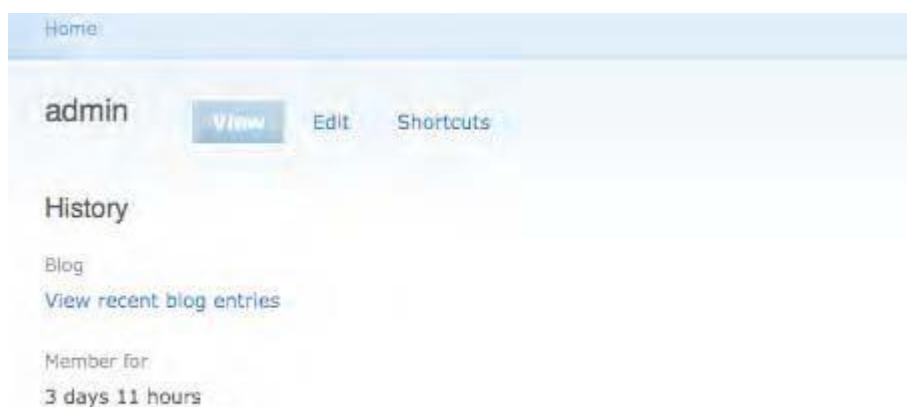 Home
admin View Edit Shortcuts
History
Blog
View recent blog entries
Member for
3 days 11 hours